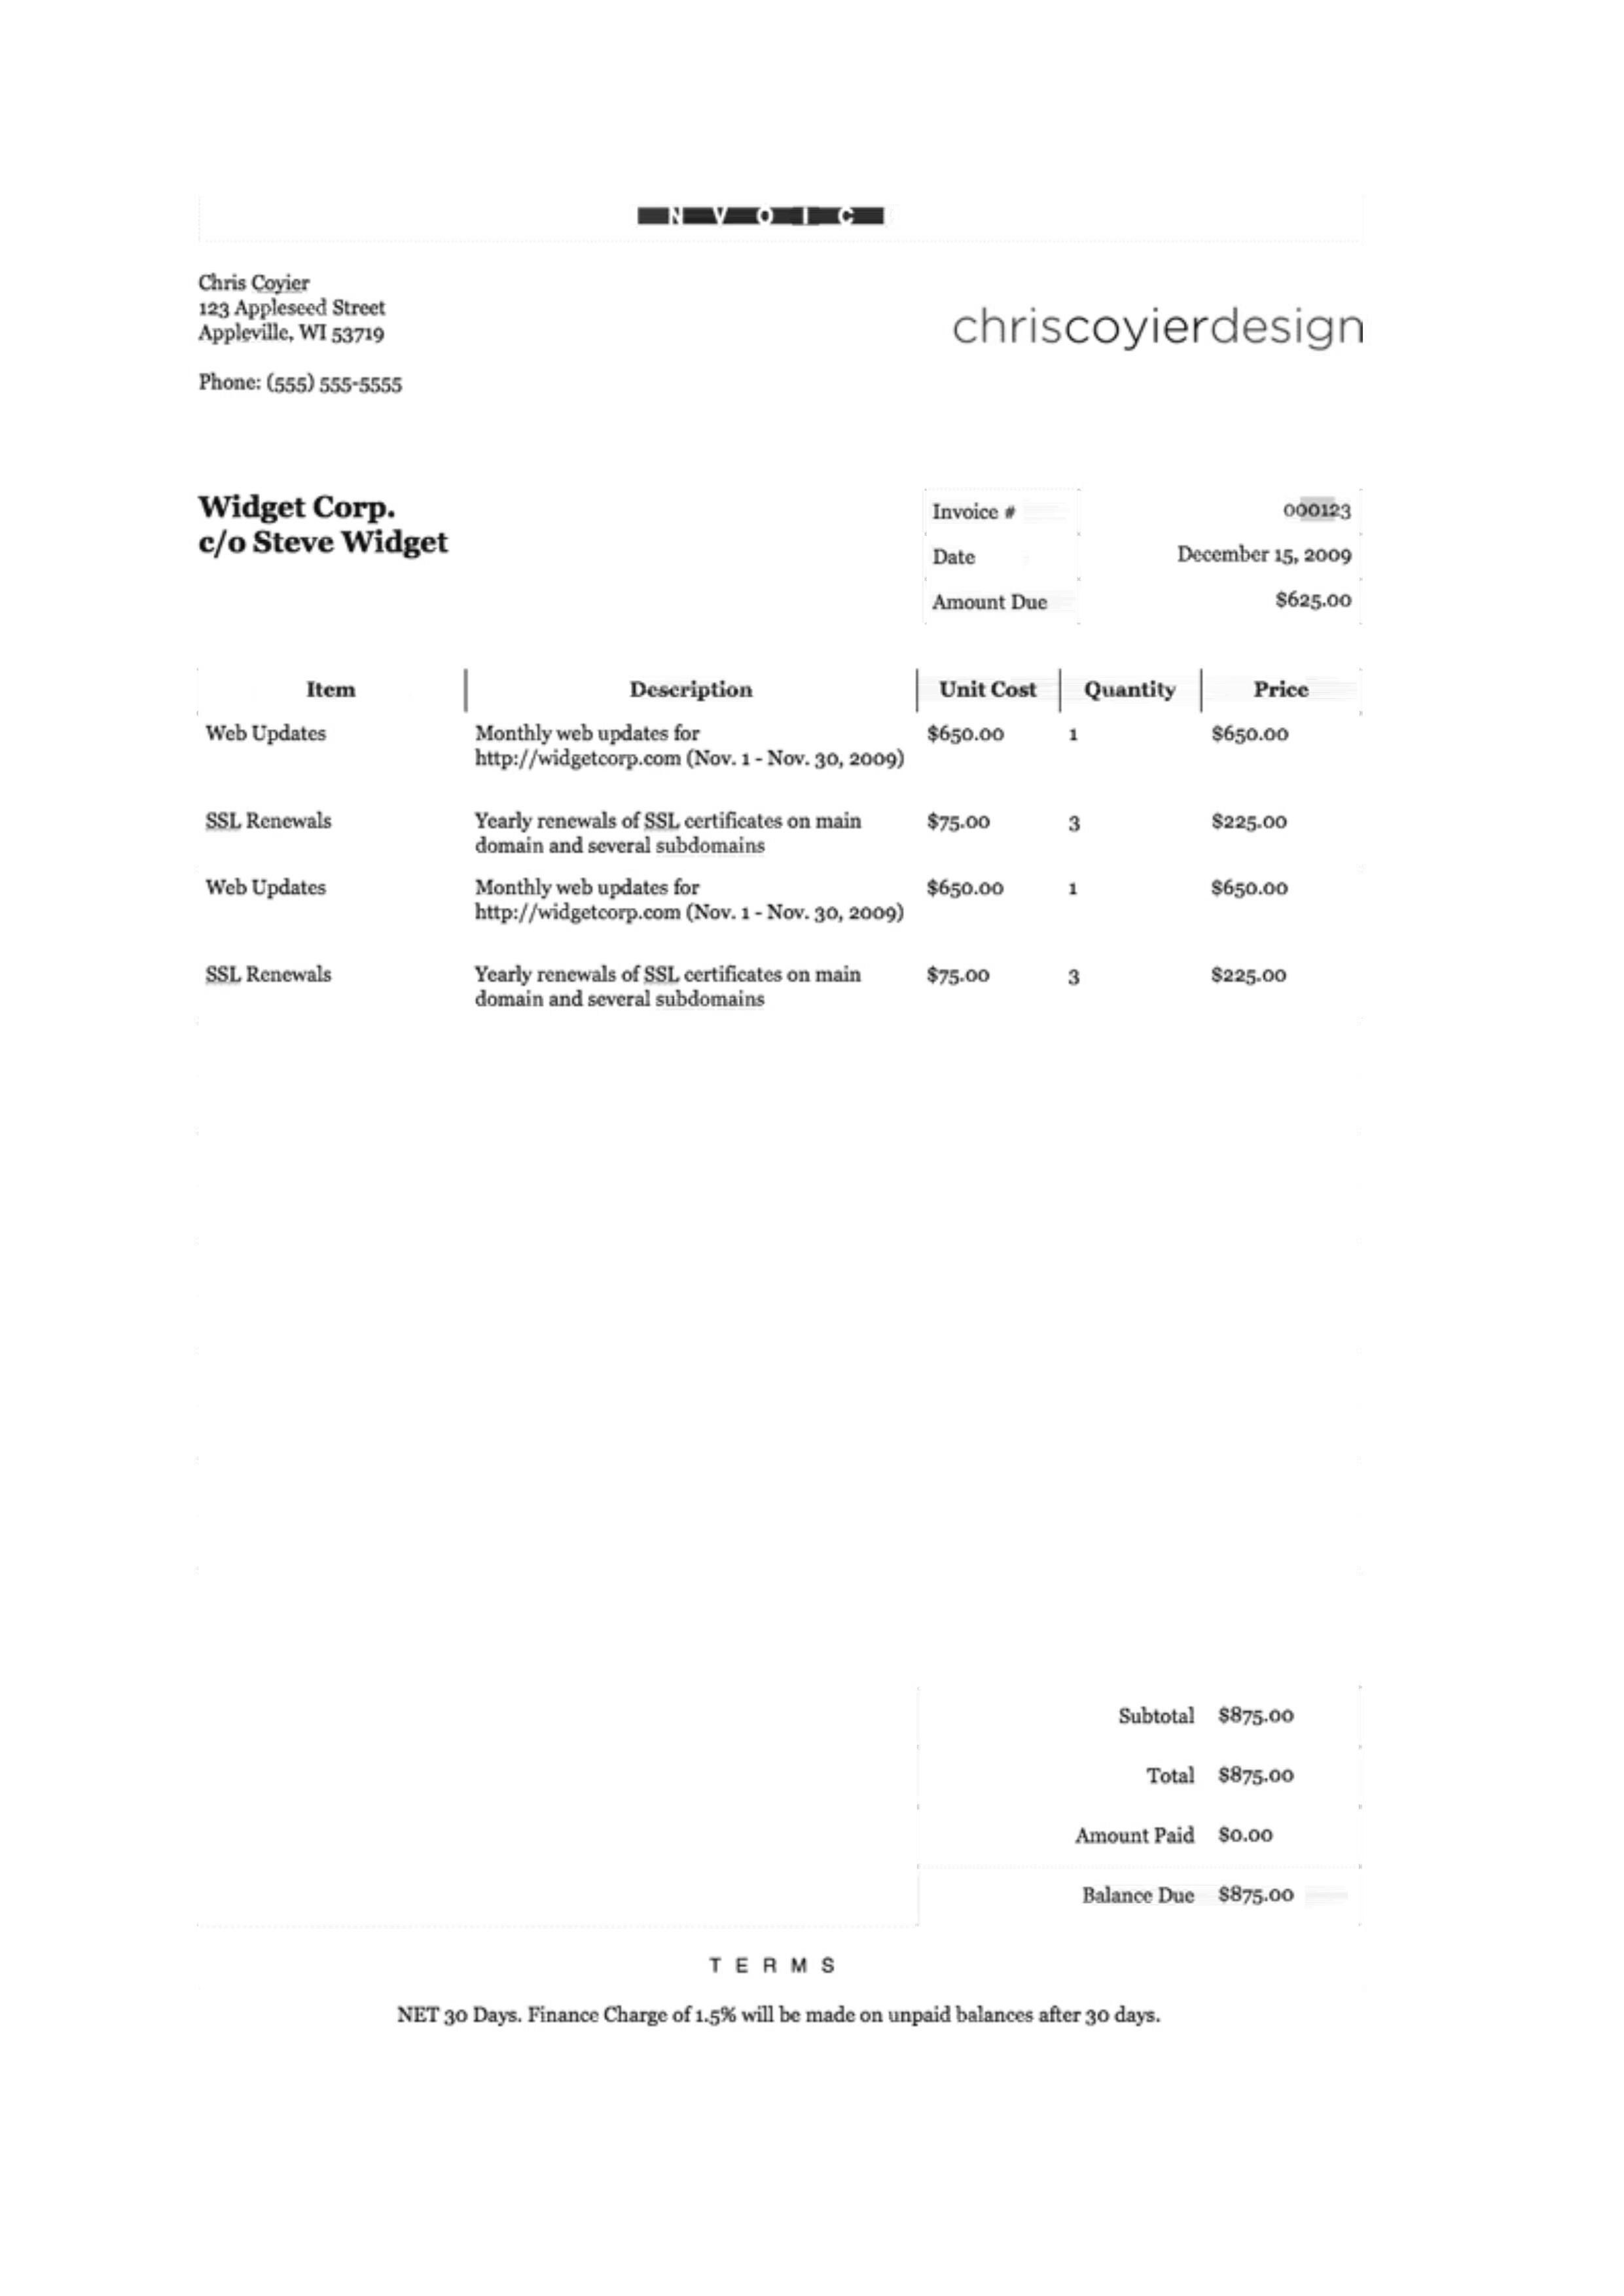 INVOICE
Chris Coyier
123 Appleseed Street
Appleville, WI 53719
Phone: (555) 555-5555
chriscoyierdesign
Widget Corp.
c/o Steve Widget
Invoice # 000123
Date December 15, 2009
Amount Due $625.00
Item Description Unit Cost Quantity Price
Web Updates Monthly web updates for $650.00 1 $650.00
http://widgetcorp.com (Nov. 1 - Nov. 30, 2009)
SSL Renewals Yearly renewals of SSL certificates on main $75.00 3 $225.00
domain and several subdomains
Web Updates Monthly web updates for $650.00 1 $650.00
http://widgetcorp.com (Nov. 1 - Nov. 30, 2009)
SSL Renewals Yearly renewals of SSL certificates on main $75.00 3 $225.00
domain and several subdomains
Subtotal $875.00
Total $875.00
Amount Paid $0.00
Balance Due $875.00
TERMS
NET 30 Days. Finance Charge of 1.5% will be made on unpaid balances after 30 days.